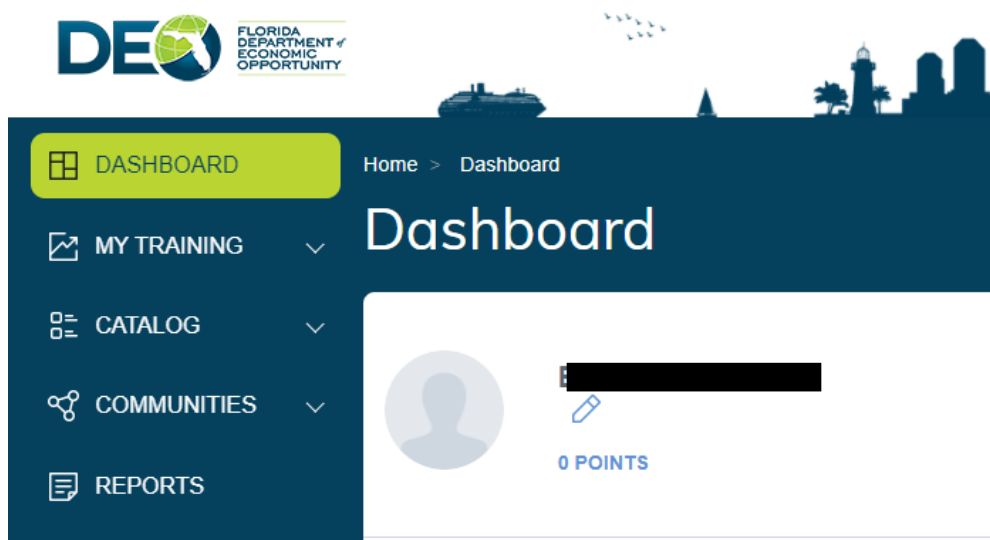 DEO
FLORIDA
DEPARTMENT of
ECONOMIC
OPPORTUNITY
DASHBOARD
MY TRAINING
CATALOG
COMMUNITIES
REPORTS
Home > Dashboard
Dashboard
0 POINTS